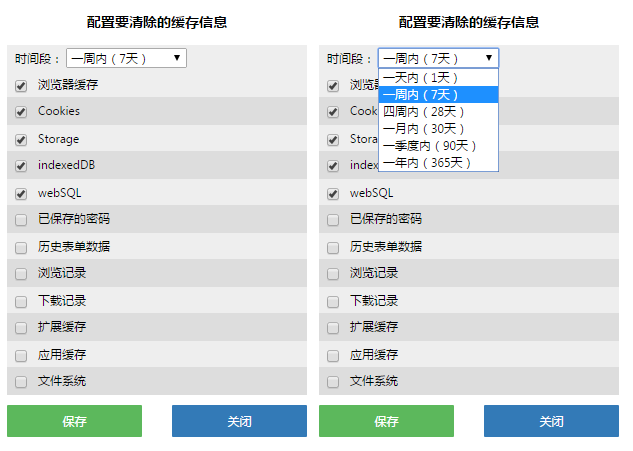 配置要清除的缓存信息
时间段： 一周内（7天）
浏览器缓存
Cookies
Storage
indexedDB
webSQL
已保存的密码
历史表单数据
浏览记录
下载记录
扩展缓存
应用缓存
文件系统
保存 关闭
配置要清除的缓存信息
时间段： 一周内（7天）
一天内（1天）
一周内（7天）
四周内（28天）
一月内（30天）
一季度内（90天）
一年内（365天）
webSQL
已保存的密码
历史表单数据
浏览记录
下载记录
扩展缓存
应用缓存
文件系统
保存 关闭